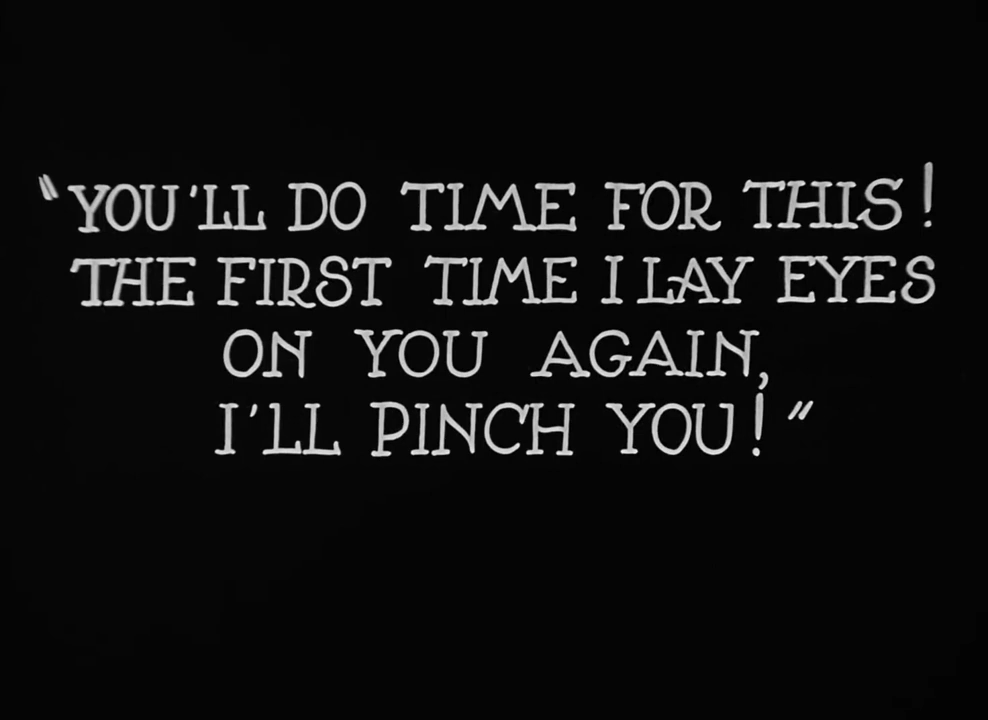 "YOU'LL DO TIME FOR THIS!
THE FIRST TIME I LAY EYES
ON YOU AGAIN,
I'LL PINCH YOU!"